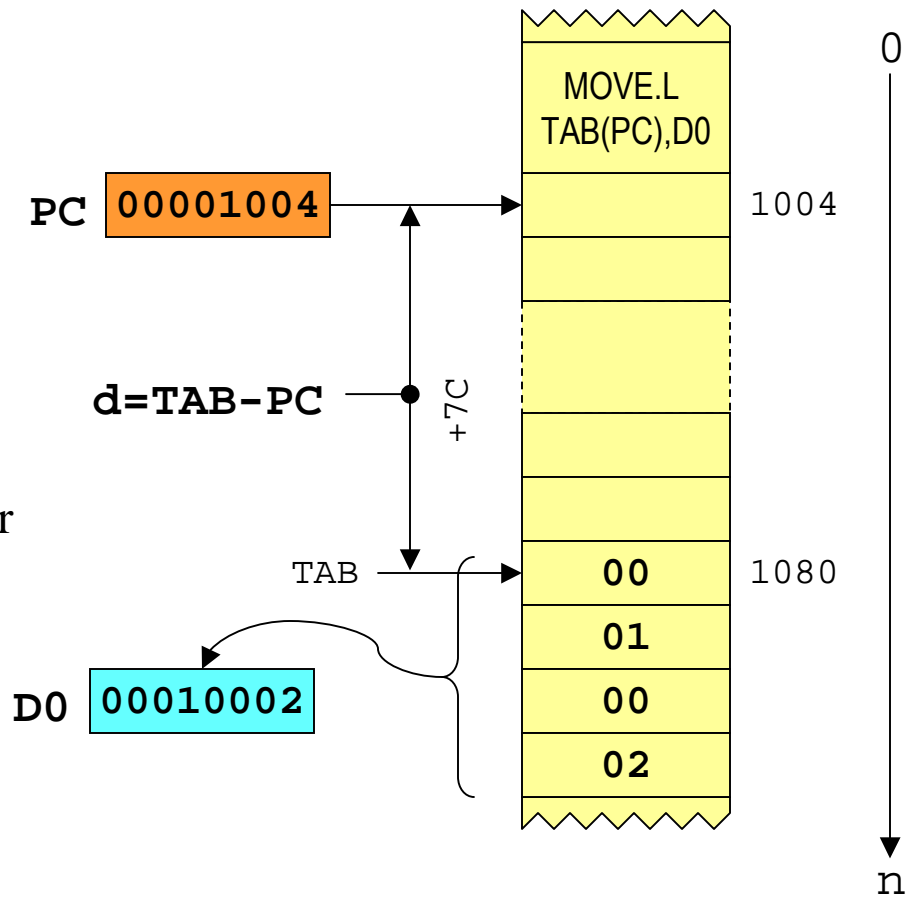 0
MOVE.L
TAB(PC),D0
PC 00001004 1004
d=TAB-PC
+7C
r
TAB 00 1080
01
D0 00010002 00
02
n